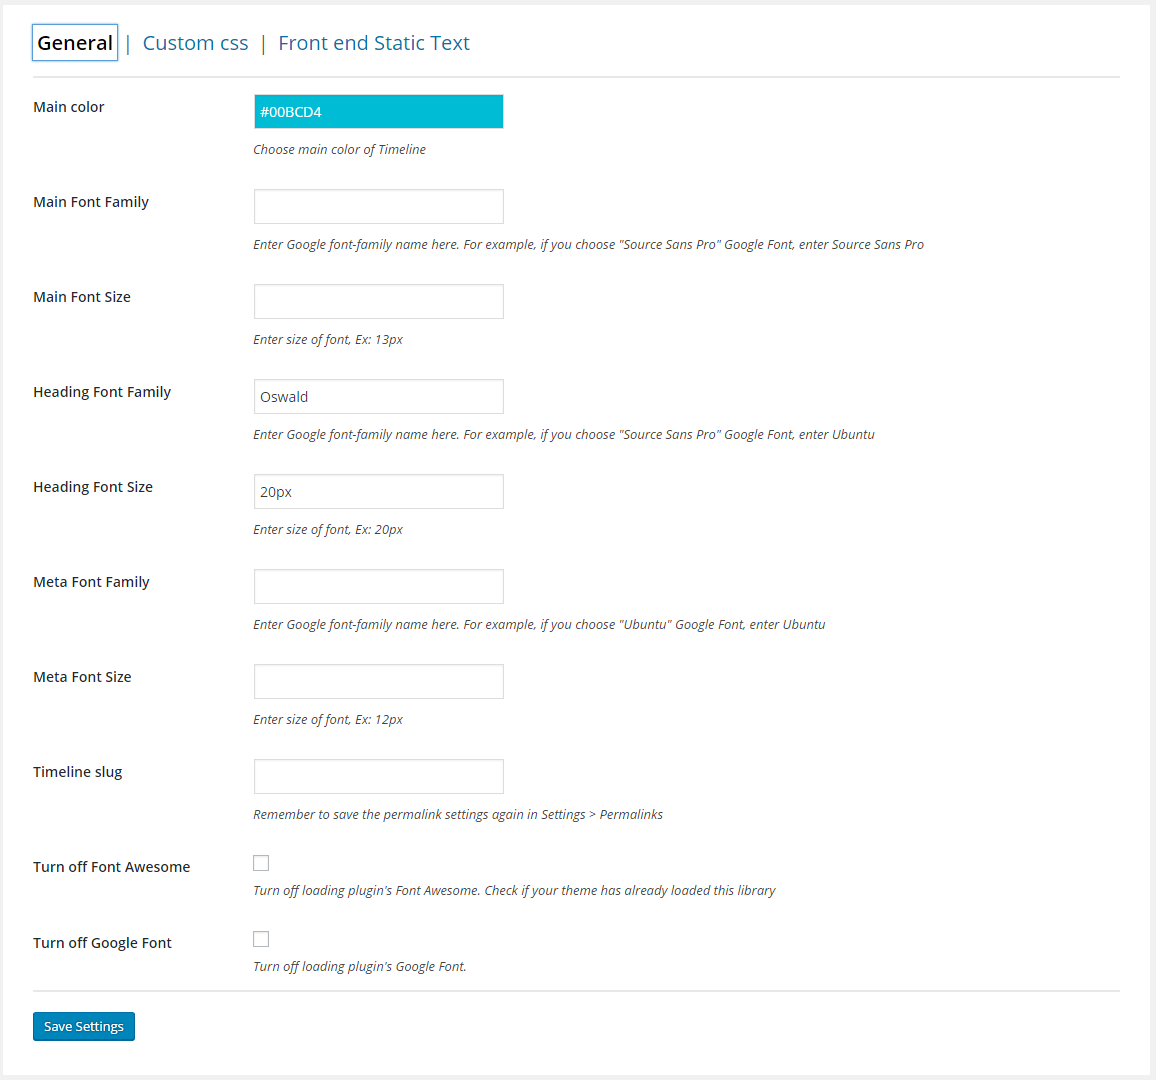 General | Custom css | Front end Static Text
Main color
#00BCD4
Choose main color of Timeline
Main Font Family
Enter Google font-family name here. For example, if you choose "Source Sans Pro" Google Font, enter Source Sans Pro
Main Font Size
Enter size of font, Ex: 13px
Heading Font Family
Oswald
Enter Google font-family name here. For example, if you choose "Source Sans Pro" Google Font, enter Ubuntu
Heading Font Size
20px
Enter size of font, Ex: 20px
Meta Font Family
Enter Google font-family name here. For example, if you choose "Ubuntu" Google Font, enter Ubuntu
Meta Font Size
Enter size of font, Ex: 12px
Timeline slug
Remember to save the permalink settings again in Settings > Permalinks
Turn off Font Awesome
Turn off loading plugin's Font Awesome. Check if your theme has already loaded this library
Turn off Google Font
Turn off loading plugin's Google Font.
Save Settings